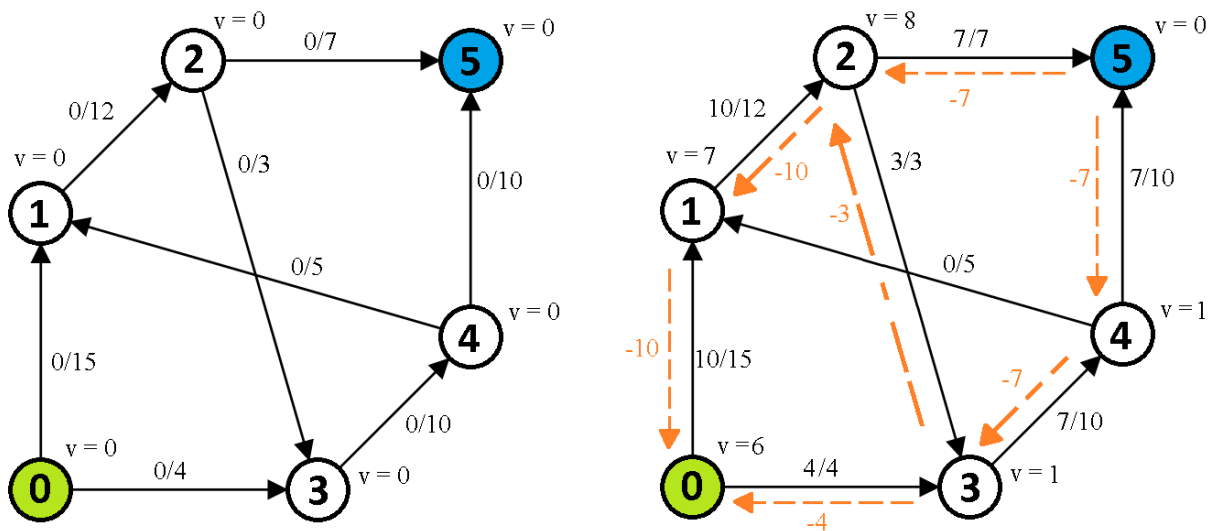 v = 0
2
0/7
v = 0
5
0/12
v = 0
1
0/3
0/10
0/5
v = 0
4
0/15
v = 0
0
0/4
3
0/10
v = 0
v = 8
2
7/7
v = 0
5
-7
10/12
v = 7
1
-10
3/3
-3
-7
7/10
0/5
v = 1
4
-10
10/15
-7
v =6
0
4/4
-4
3
7/10
v = 1